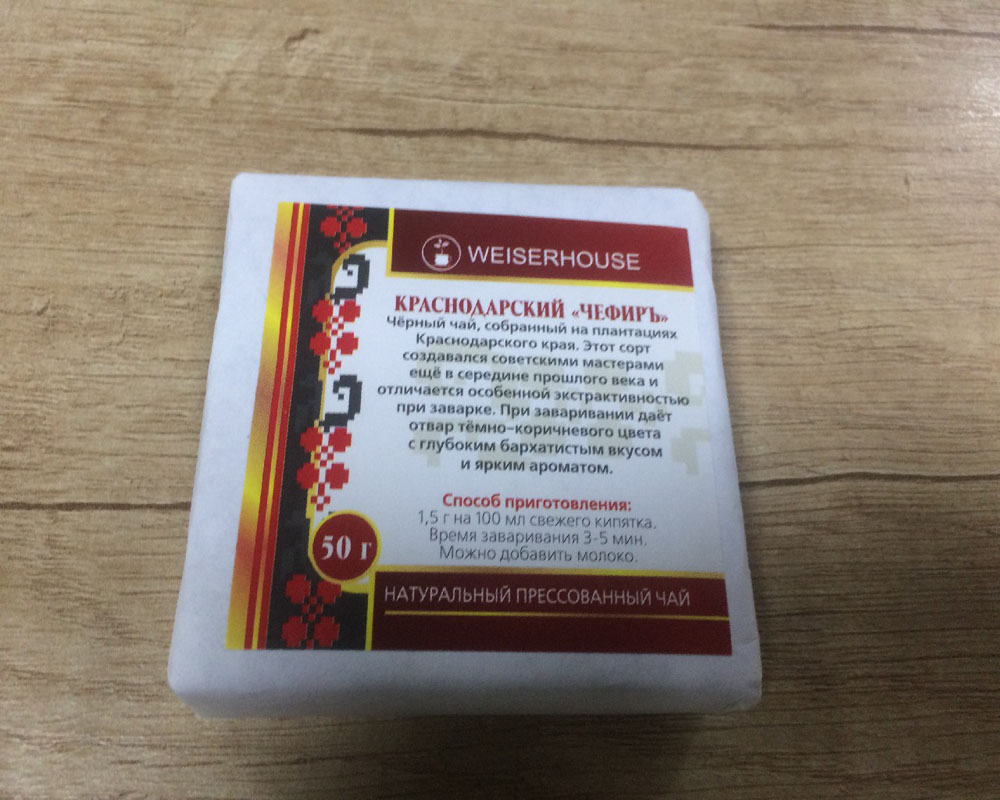 WEISERHOUSE
КРАСНОДАРСКИЙ «ЧЕФИРЪ»
Чёрный чай, собранный на плантациях
Краснодарского края. Этот сорт
создавался советскими мастерами
ещё в середине прошлого века и
отличается особенной экстрактивностью
при заварке. При заваривании даёт
отвар тёмно-коричневого цвета
с глубоким бархатистым вкусом
и ярким ароматом.
Способ приготовления:
1,5 г на 100 мл свежего кипятка.
Время заваривания 3-5 мин.
Можно добавить молоко.
50 г
НАТУРАЛЬНЫЙ ПРЕССОВАННЫЙ ЧАЙ